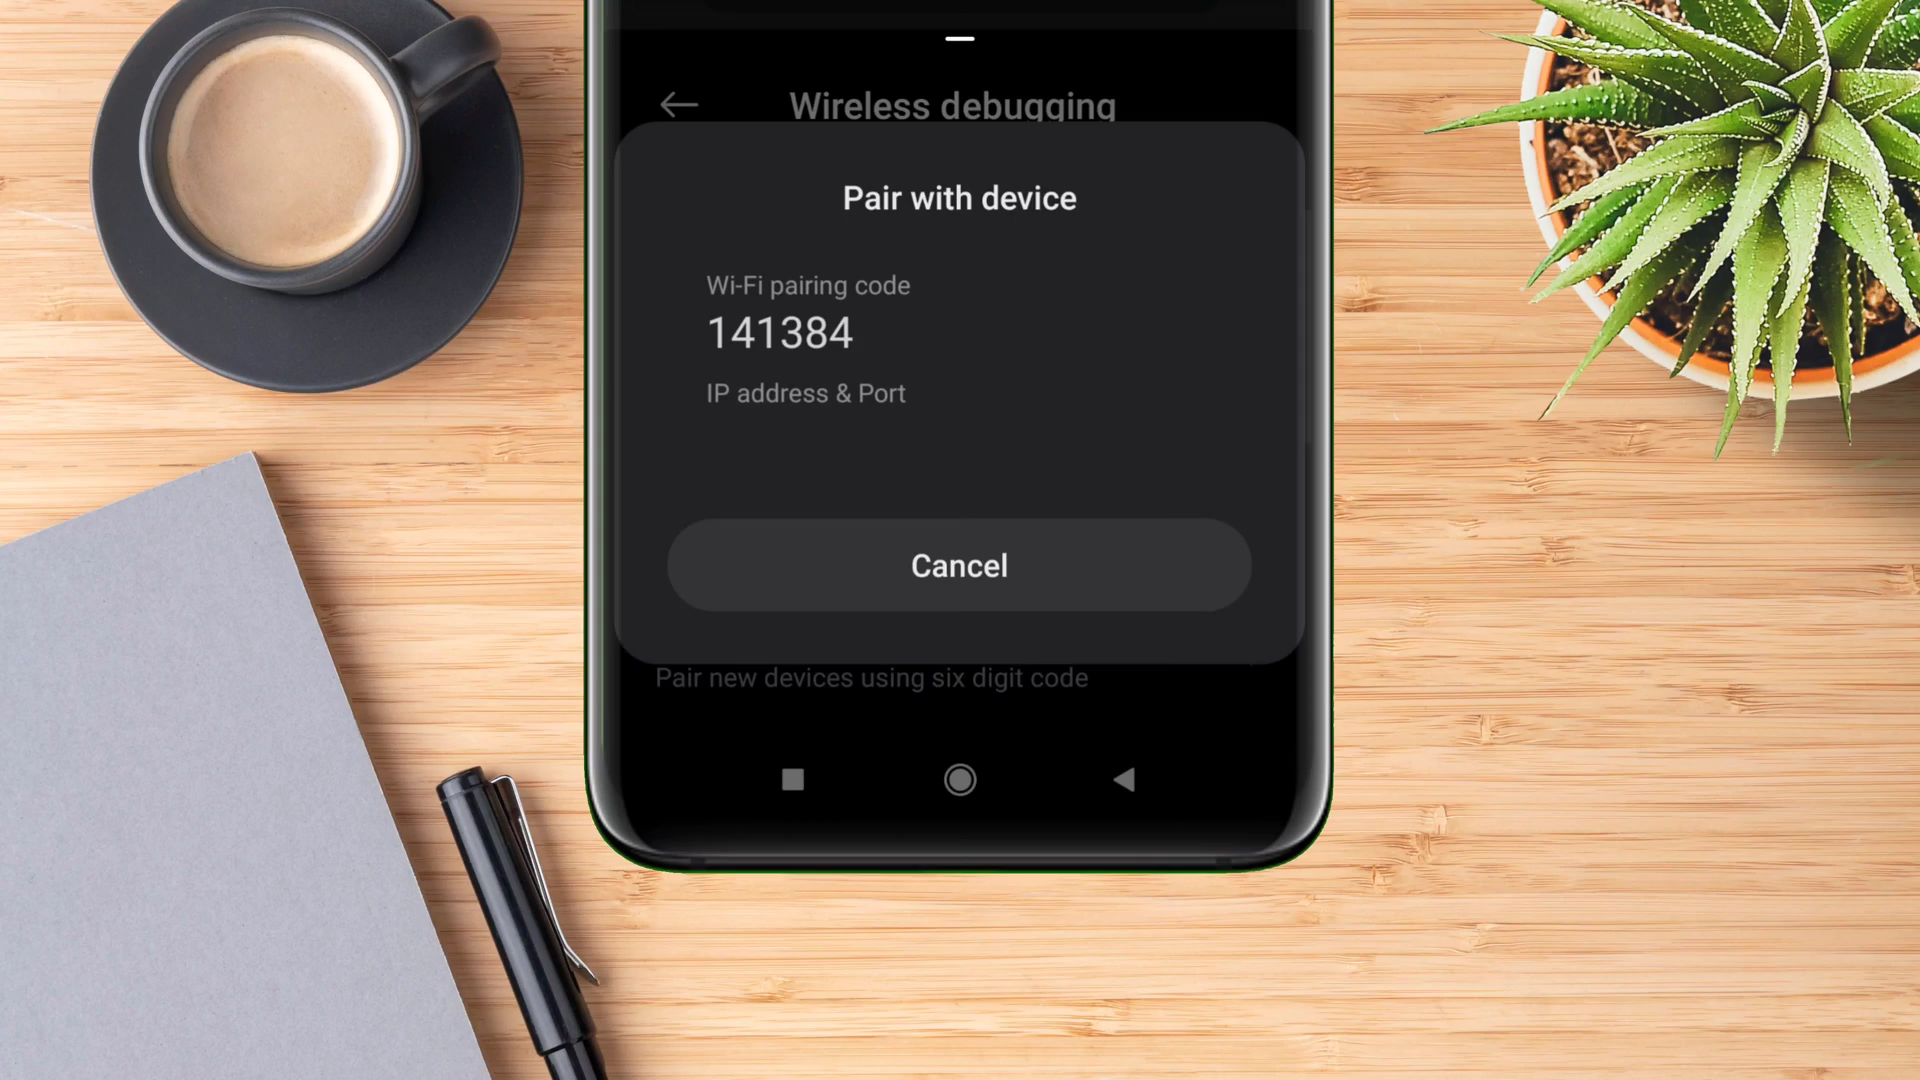 Wireless debugging
Pair with device
Wi-Fi pairing code
141384
IP address & Port
Cancel
Pair new devices using six digit code